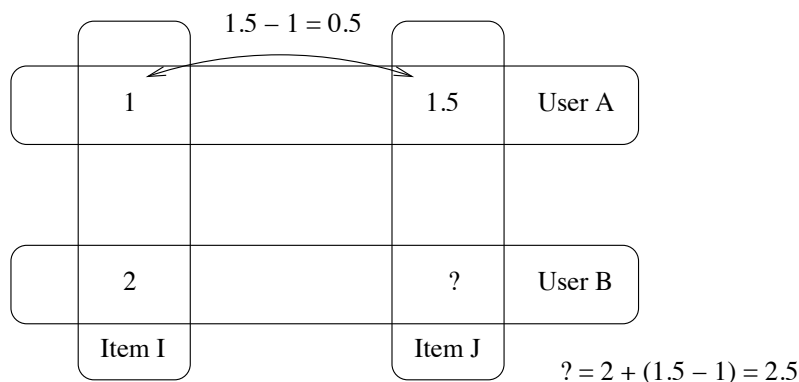 1.5 – 1 = 0.5
1 1.5 User A
2 ? User B
Item I Item J
? = 2 + (1.5 – 1) = 2.5